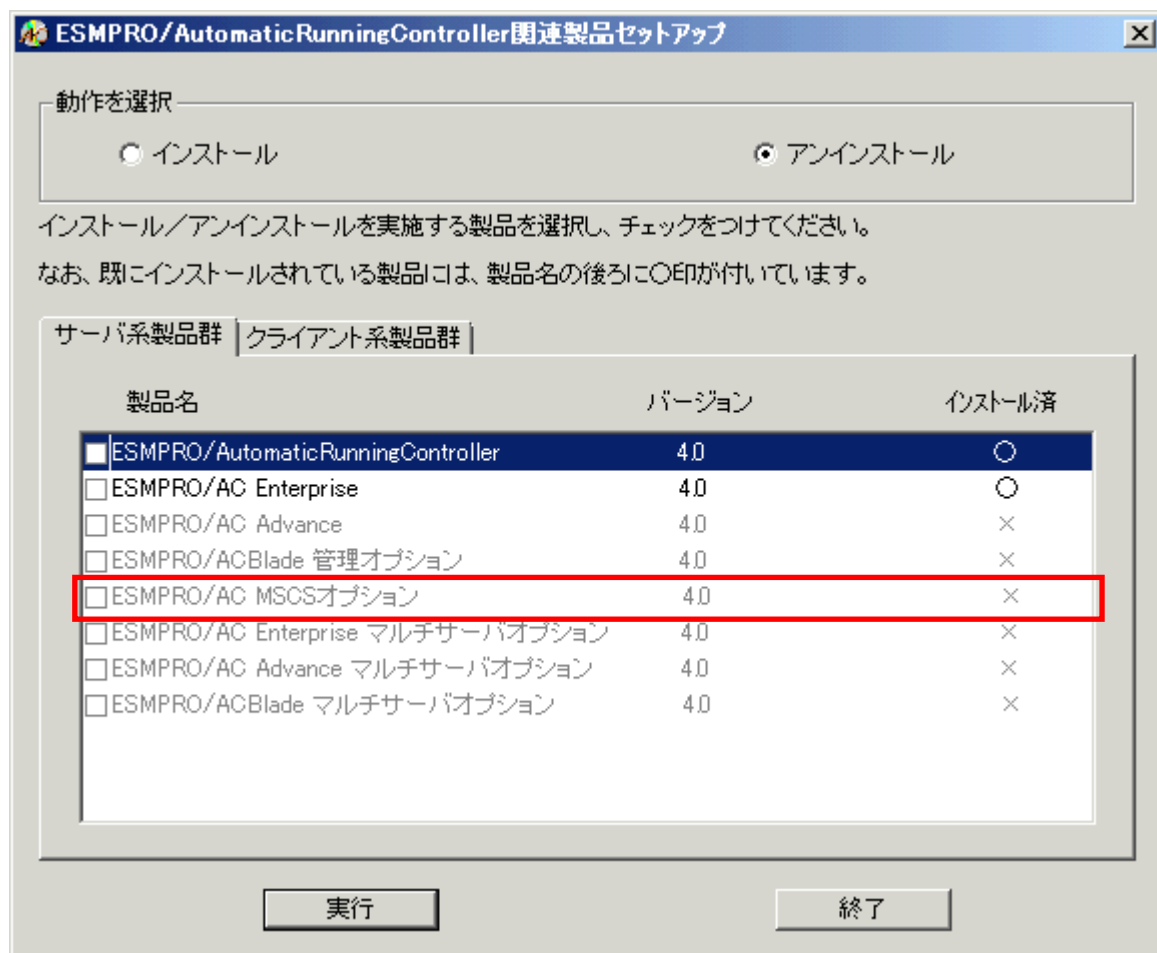 ESMPRO/AutomaticRunningController関連製品セットアップ
動作を選択
インストール アンインストール
インストール／アンインストールを実施する製品を選択し、チェックをつけてください。
なお、既にインストールされている製品には、製品名の後ろに○印が付いています。
サーバ系製品群 クライアント系製品群
製品名 バージョン インストール済
ESMPRO/AutomaticRunningController 4.0 ○
ESMPRO/AC Enterprise 4.0 ○
ESMPRO/AC Advance 4.0 ×
ESMPRO/ACBlade 管理オプション 4.0 ×
ESMPRO/AC MSCSオプション 4.0 ×
ESMPRO/AC Enterprise マルチサーバオプション 4.0 ×
ESMPRO/AC Advance マルチサーバオプション 4.0 ×
ESMPRO/ACBlade マルチサーバオプション 4.0 ×
実行 終了